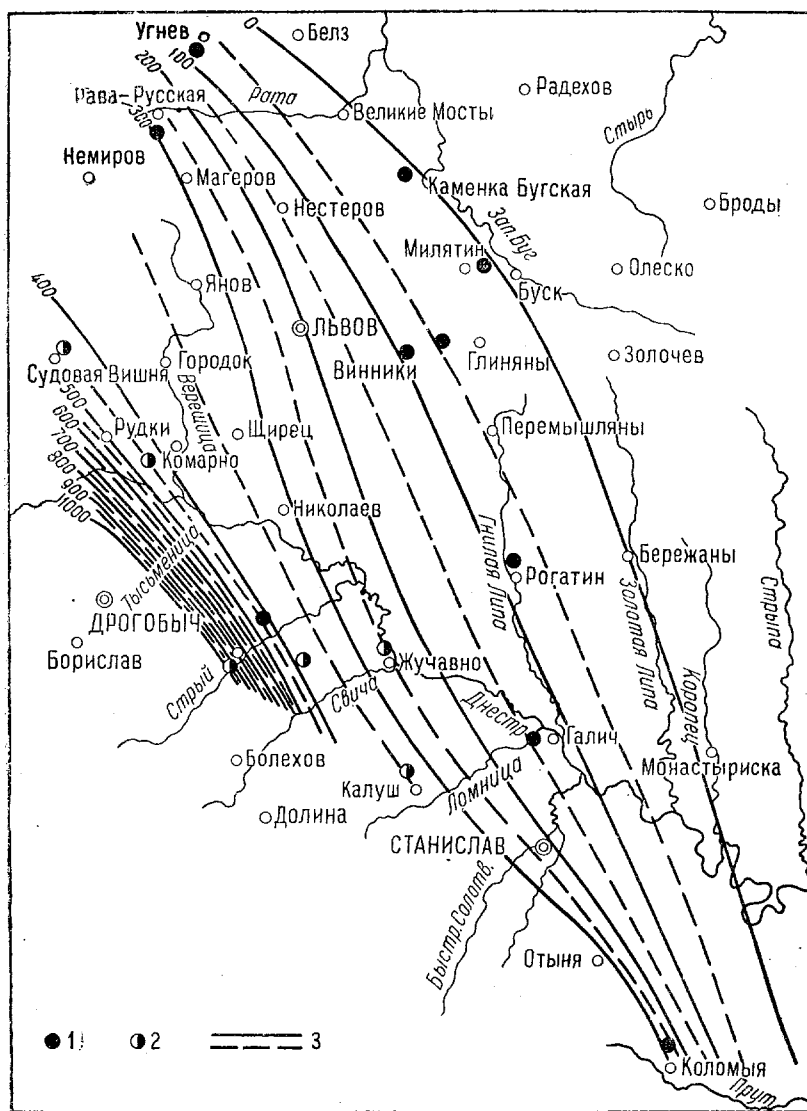 Угнев
Белз
0
100
200
Рата
Радехов
Рава-Русская
300
Великие Мосты
Стырь
Немиров
Магеров
Каменка Бугская
Нестеров
Броды
Зап.Буг
Милятин
Янов
Буск
Олеско
400
ЛЬВОВ
Судовая Вишня
Городок
Винники
Глиняны
Золочев
Верещица
500
600
700
800
900
1000
Рудки
Комарно
Щирец
Перемышляны
Николаев
Гнилая Липа
Бережаны
Тысьменица
Рогатин
Золотая Липа
Стрыпа
ДРОГОБЫЧ
Борислав
Стрый
Свича
Жучавно
Днестр
Коропец
Галич
Монастыриска
Болехов
Калуш
Ломница
Долина
СТАНИСЛАВ
Быстр.Солотв.
Отыня
1
2
3
Коломыя
Прут